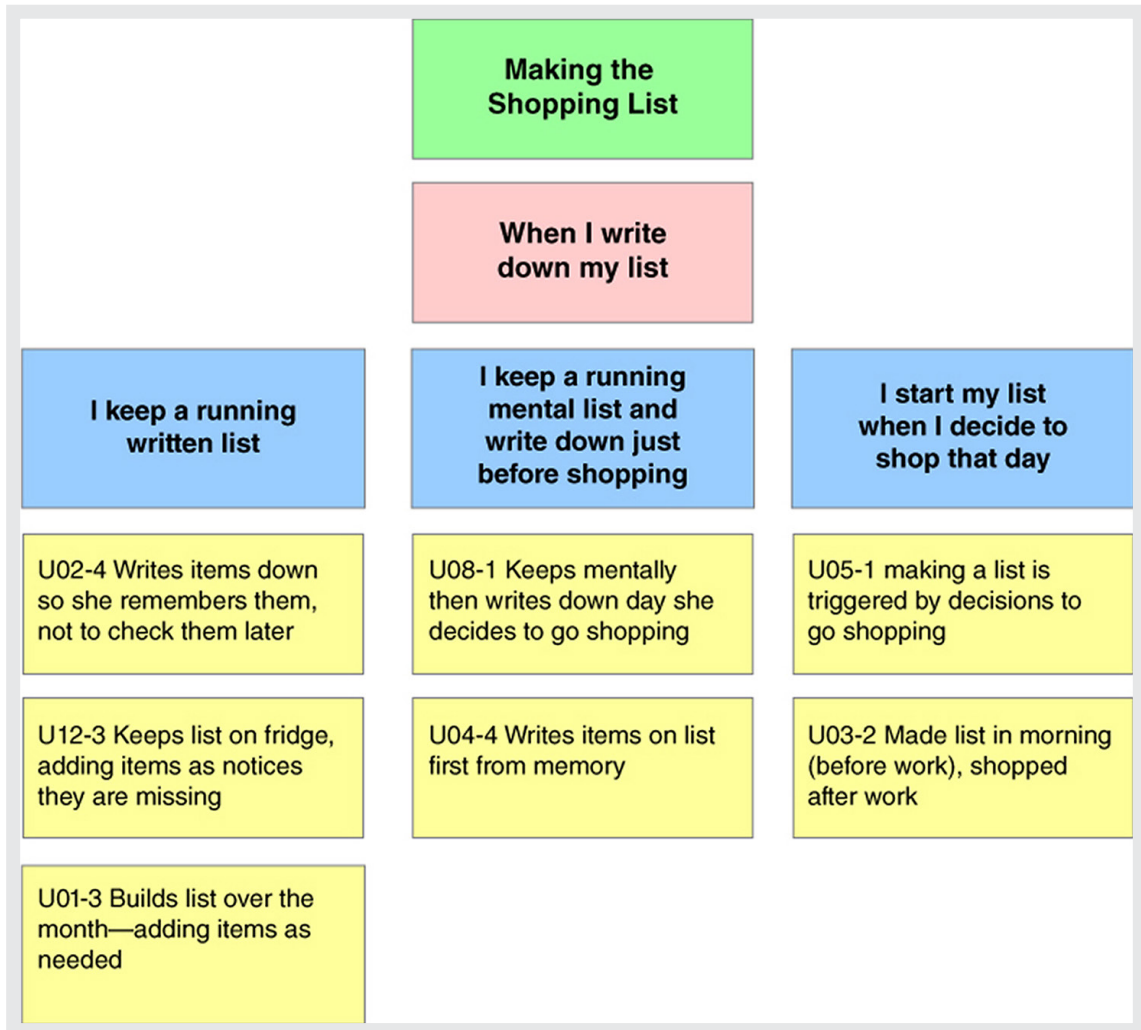 Making the
Shopping List
When I write
down my list
I keep a running
written list
I keep a running
mental list and
write down just
before shopping
I start my list
when I decide to
shop that day
U02-4 Writes items down
so she remembers them,
not to check them later
U08-1 Keeps mentally
then writes down day she
decides to go shopping
U05-1 making a list is
triggered by decisions to
go shopping
U12-3 Keeps list on fridge,
adding items as notices
they are missing
U04-4 Writes items on list
first from memory
U03-2 Made list in morning
(before work), shopped
after work
U01-3 Builds list over the
month—adding items as
needed